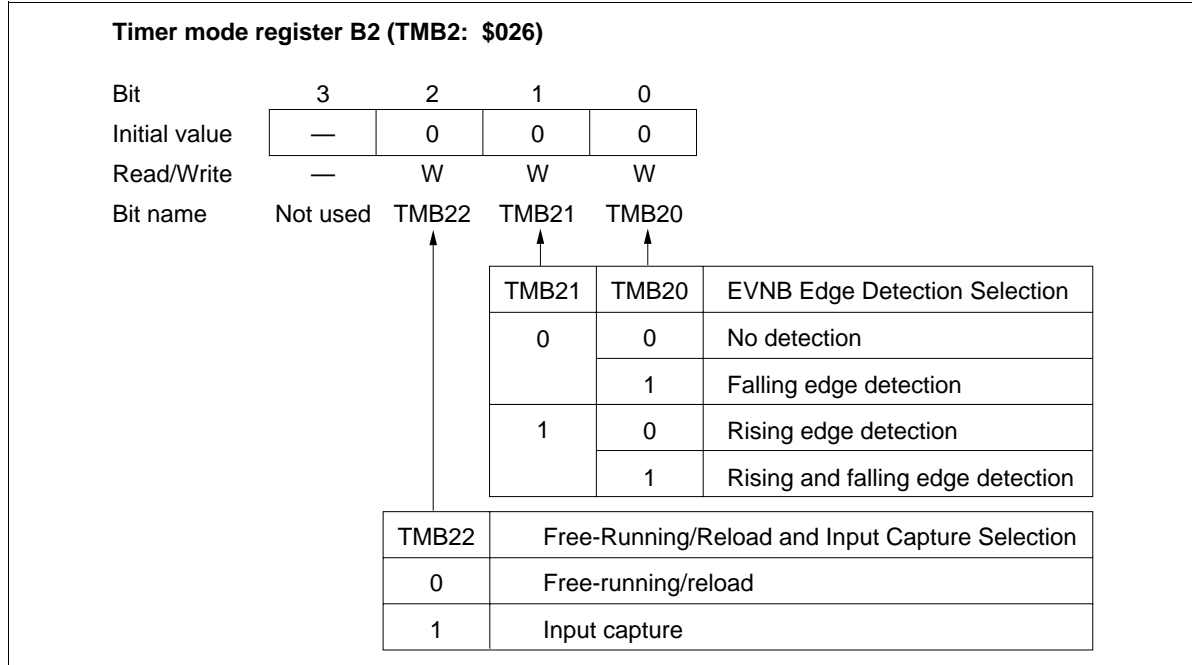 Timer mode register B2 (TMB2: $026)
Bit 3 2 1 0
Initial value — 0 0 0
Read/Write — W W W
Bit name Not used TMB22 TMB21 TMB20
TMB21 TMB20 EVNB Edge Detection Selection
0 0 No detection
1 Falling edge detection
1 0 Rising edge detection
1 Rising and falling edge detection
TMB22 Free-Running/Reload and Input Capture Selection
0 Free-running/reload
1 Input capture